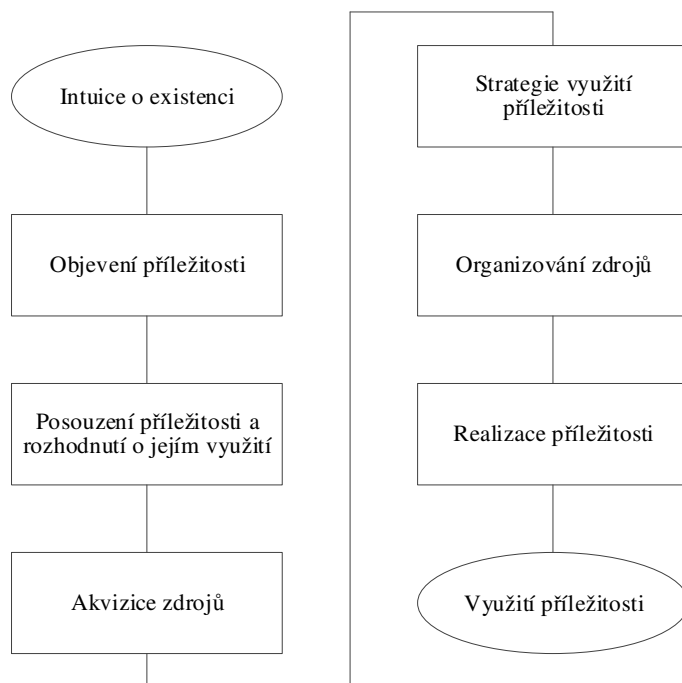 Intuice o existenci
Objevení příležitosti
Posouzení příležitosti a
rozhodnutí o jejím využití
Akvizice zdrojů
Strategie využití
příležitosti
Organizování zdrojů
Realizace příležitosti
Využití příležitosti